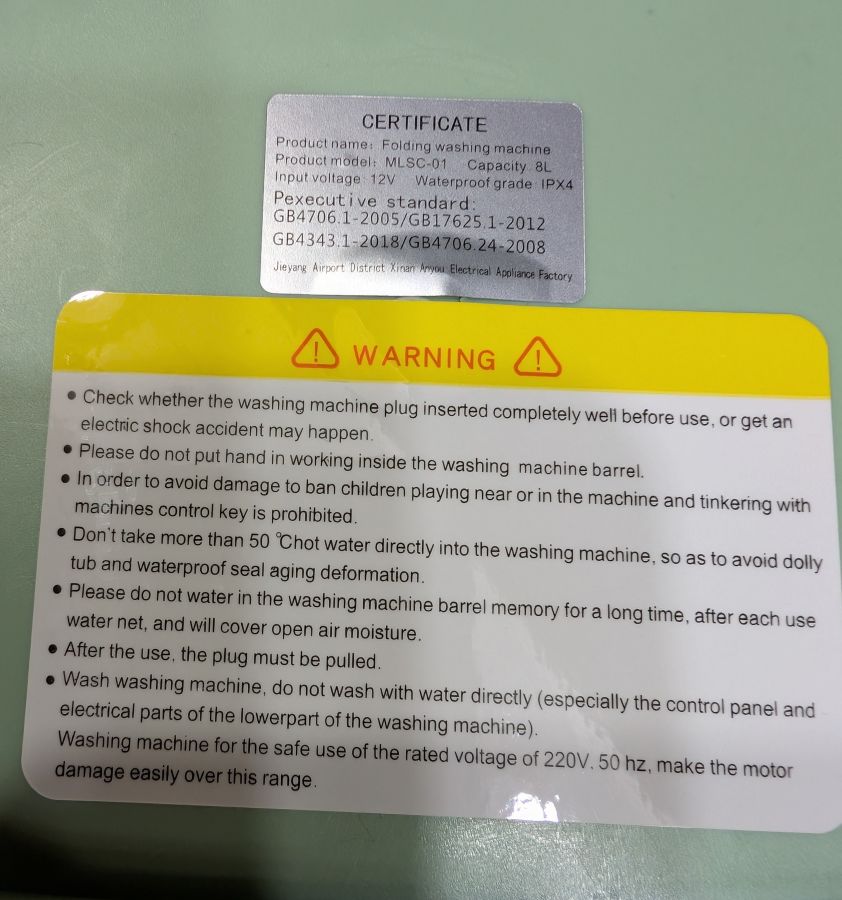 CERTIFICATE
Product name: Folding washing machine
Product model: MLSC-01 Capacity 8L
Input voltage 12V Waterproof grade IPX4
Pexecutive standard:
GB4706.1-2005/GB17625.1-2012
GB4343.1-2018/GB4706.24-2008
Jieyang Airport District Xinan Anyou Electrical Appliance Factory
WARNING
• Check whether the washing machine plug inserted completely well before use, or get an
electric shock accident may happen.
• Please do not put hand in working inside the washing machine barrel.
• In order to avoid damage to ban children playing near or in the machine and tinkering with
machines control key is prohibited.
• Don't take more than 50 ℃hot water directly into the washing machine, so as to avoid dolly
tub and waterproof seal aging deformation.
• Please do not water in the washing machine barrel memory for a long time, after each use
water net, and will cover open air moisture.
• After the use, the plug must be pulled.
• Wash washing machine, do not wash with water directly (especially the control panel and
electrical parts of the lowerpart of the washing machine).
Washing machine for the safe use of the rated voltage of 220V. 50 hz, make the motor
damage easily over this range.